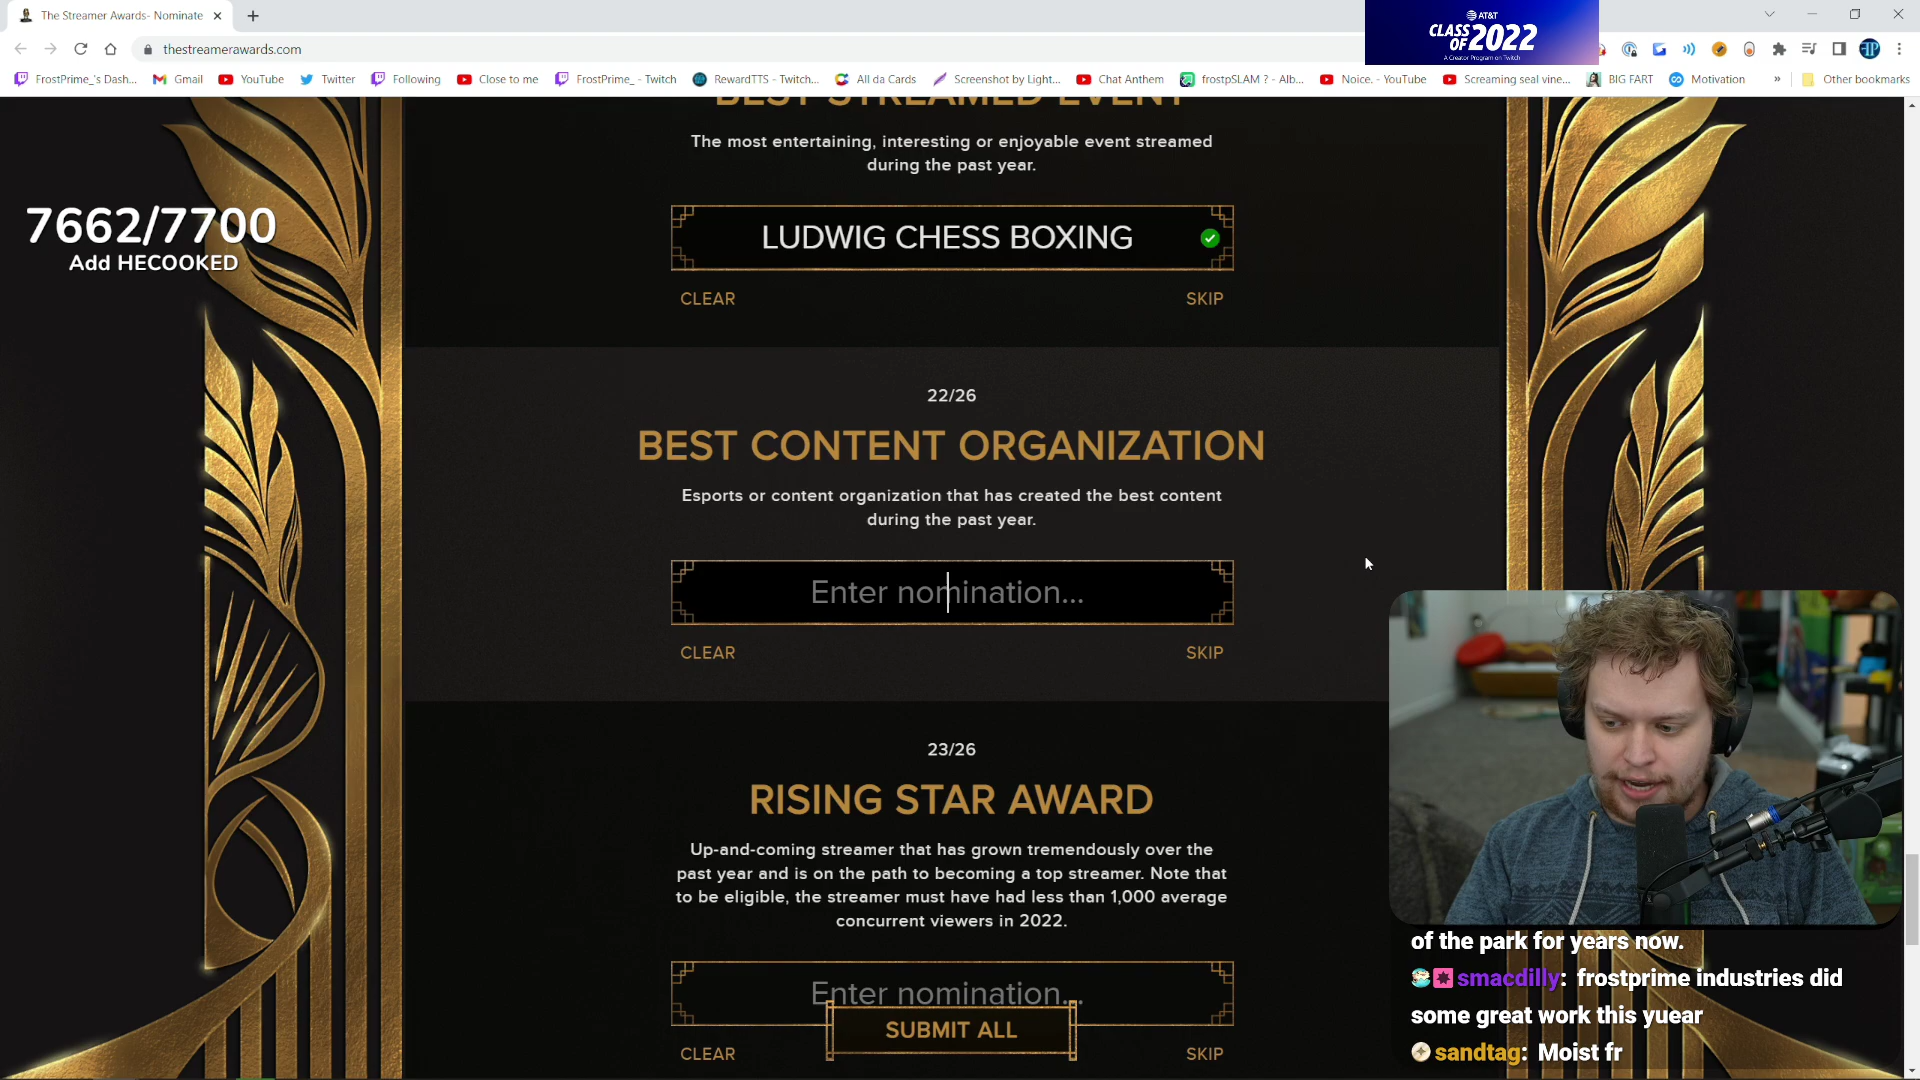 The Streamer Awards- Nominate
AT&T
CLASS
OF 2022
A Creator Program on Twitch
thestreamerawards.com
FrostPrime_'s Dash...
Gmail
YouTube
Twitter
Following
Close to me
FrostPrime_ - Twitch
RewardTTS - Twitch...
All da Cards
Screenshot by Light...
Chat Anthem
frostpSLAM ? - Alb...
Noice. - YouTube
Screaming seal vine...
BIG FART
Motivation
»
Other bookmarks
BEST STREAMED EVENT
The most entertaining, interesting or enjoyable event streamed
during the past year.
7662/7700
Add HECOOKED
LUDWIG CHESS BOXING
CLEAR
SKIP
22/26
BEST CONTENT ORGANIZATION
Esports or content organization that has created the best content
during the past year.
Enter nomination...
CLEAR
SKIP
23/26
RISING STAR AWARD
Up-and-coming streamer that has grown tremendously over the
past year and is on the path to becoming a top streamer. Note that
to be eligible, the streamer must have had less than 1,000 average
concurrent viewers in 2022.
Enter nomination...
SUBMIT ALL
CLEAR
SKIP
of the park for years now.
smacdilly: frostprime industries did
some great work this yuear
sandtag: Moist fr